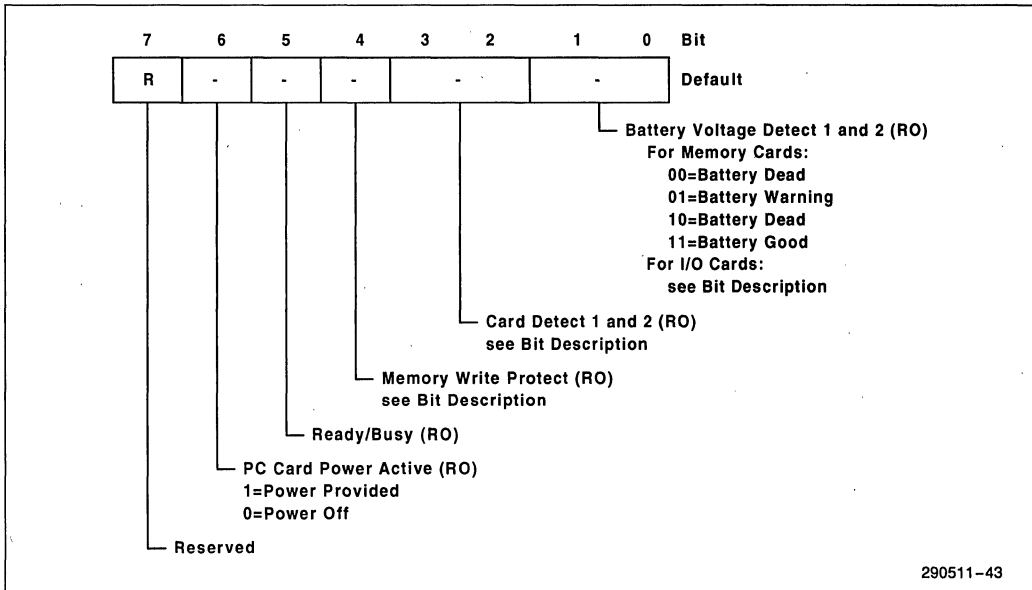 7 6 5 4 3 2 1 0 Bit
R - - - - - Default
Battery Voltage Detect 1 and 2 (RO)
For Memory Cards:
00=Battery Dead
01=Battery Warning
10=Battery Dead
11=Battery Good
For I/O Cards:
see Bit Description
Card Detect 1 and 2 (RO)
see Bit Description
Memory Write Protect (RO)
see Bit Description
Ready/Busy (RO)
PC Card Power Active (RO)
1=Power Provided
0=Power Off
Reserved
290511–43